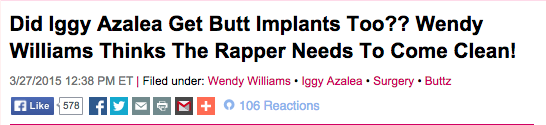 Did Iggy Azalea Get Butt Implants Too?? Wendy
Williams Thinks The Rapper Needs To Come Clean!
3/27/2015 12:38 PM ET | Filed under: Wendy Williams • Iggy Azalea • Surgery • Buttz
Like 578 106 Reactions